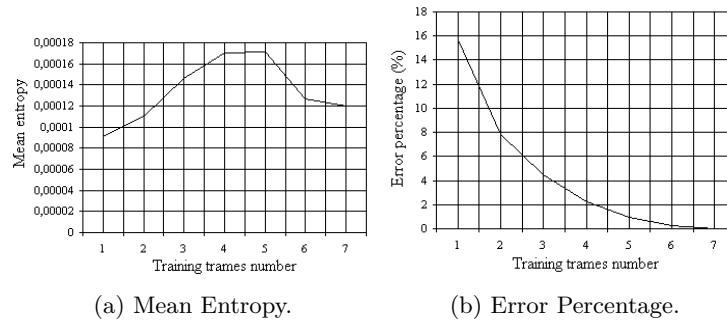 0,00018
0,00016
0,00014
0,00012
0,0001
0,00008
0,00006
0,00004
0,00002
0
Mean entropy
1 2 3 4 5 6 7
Training trames number
(a) Mean Entropy.
18
16
14
12
10
8
6
4
2
0
Error percentage (%)
1 2 3 4 5 6 7
Training trames number
(b) Error Percentage.